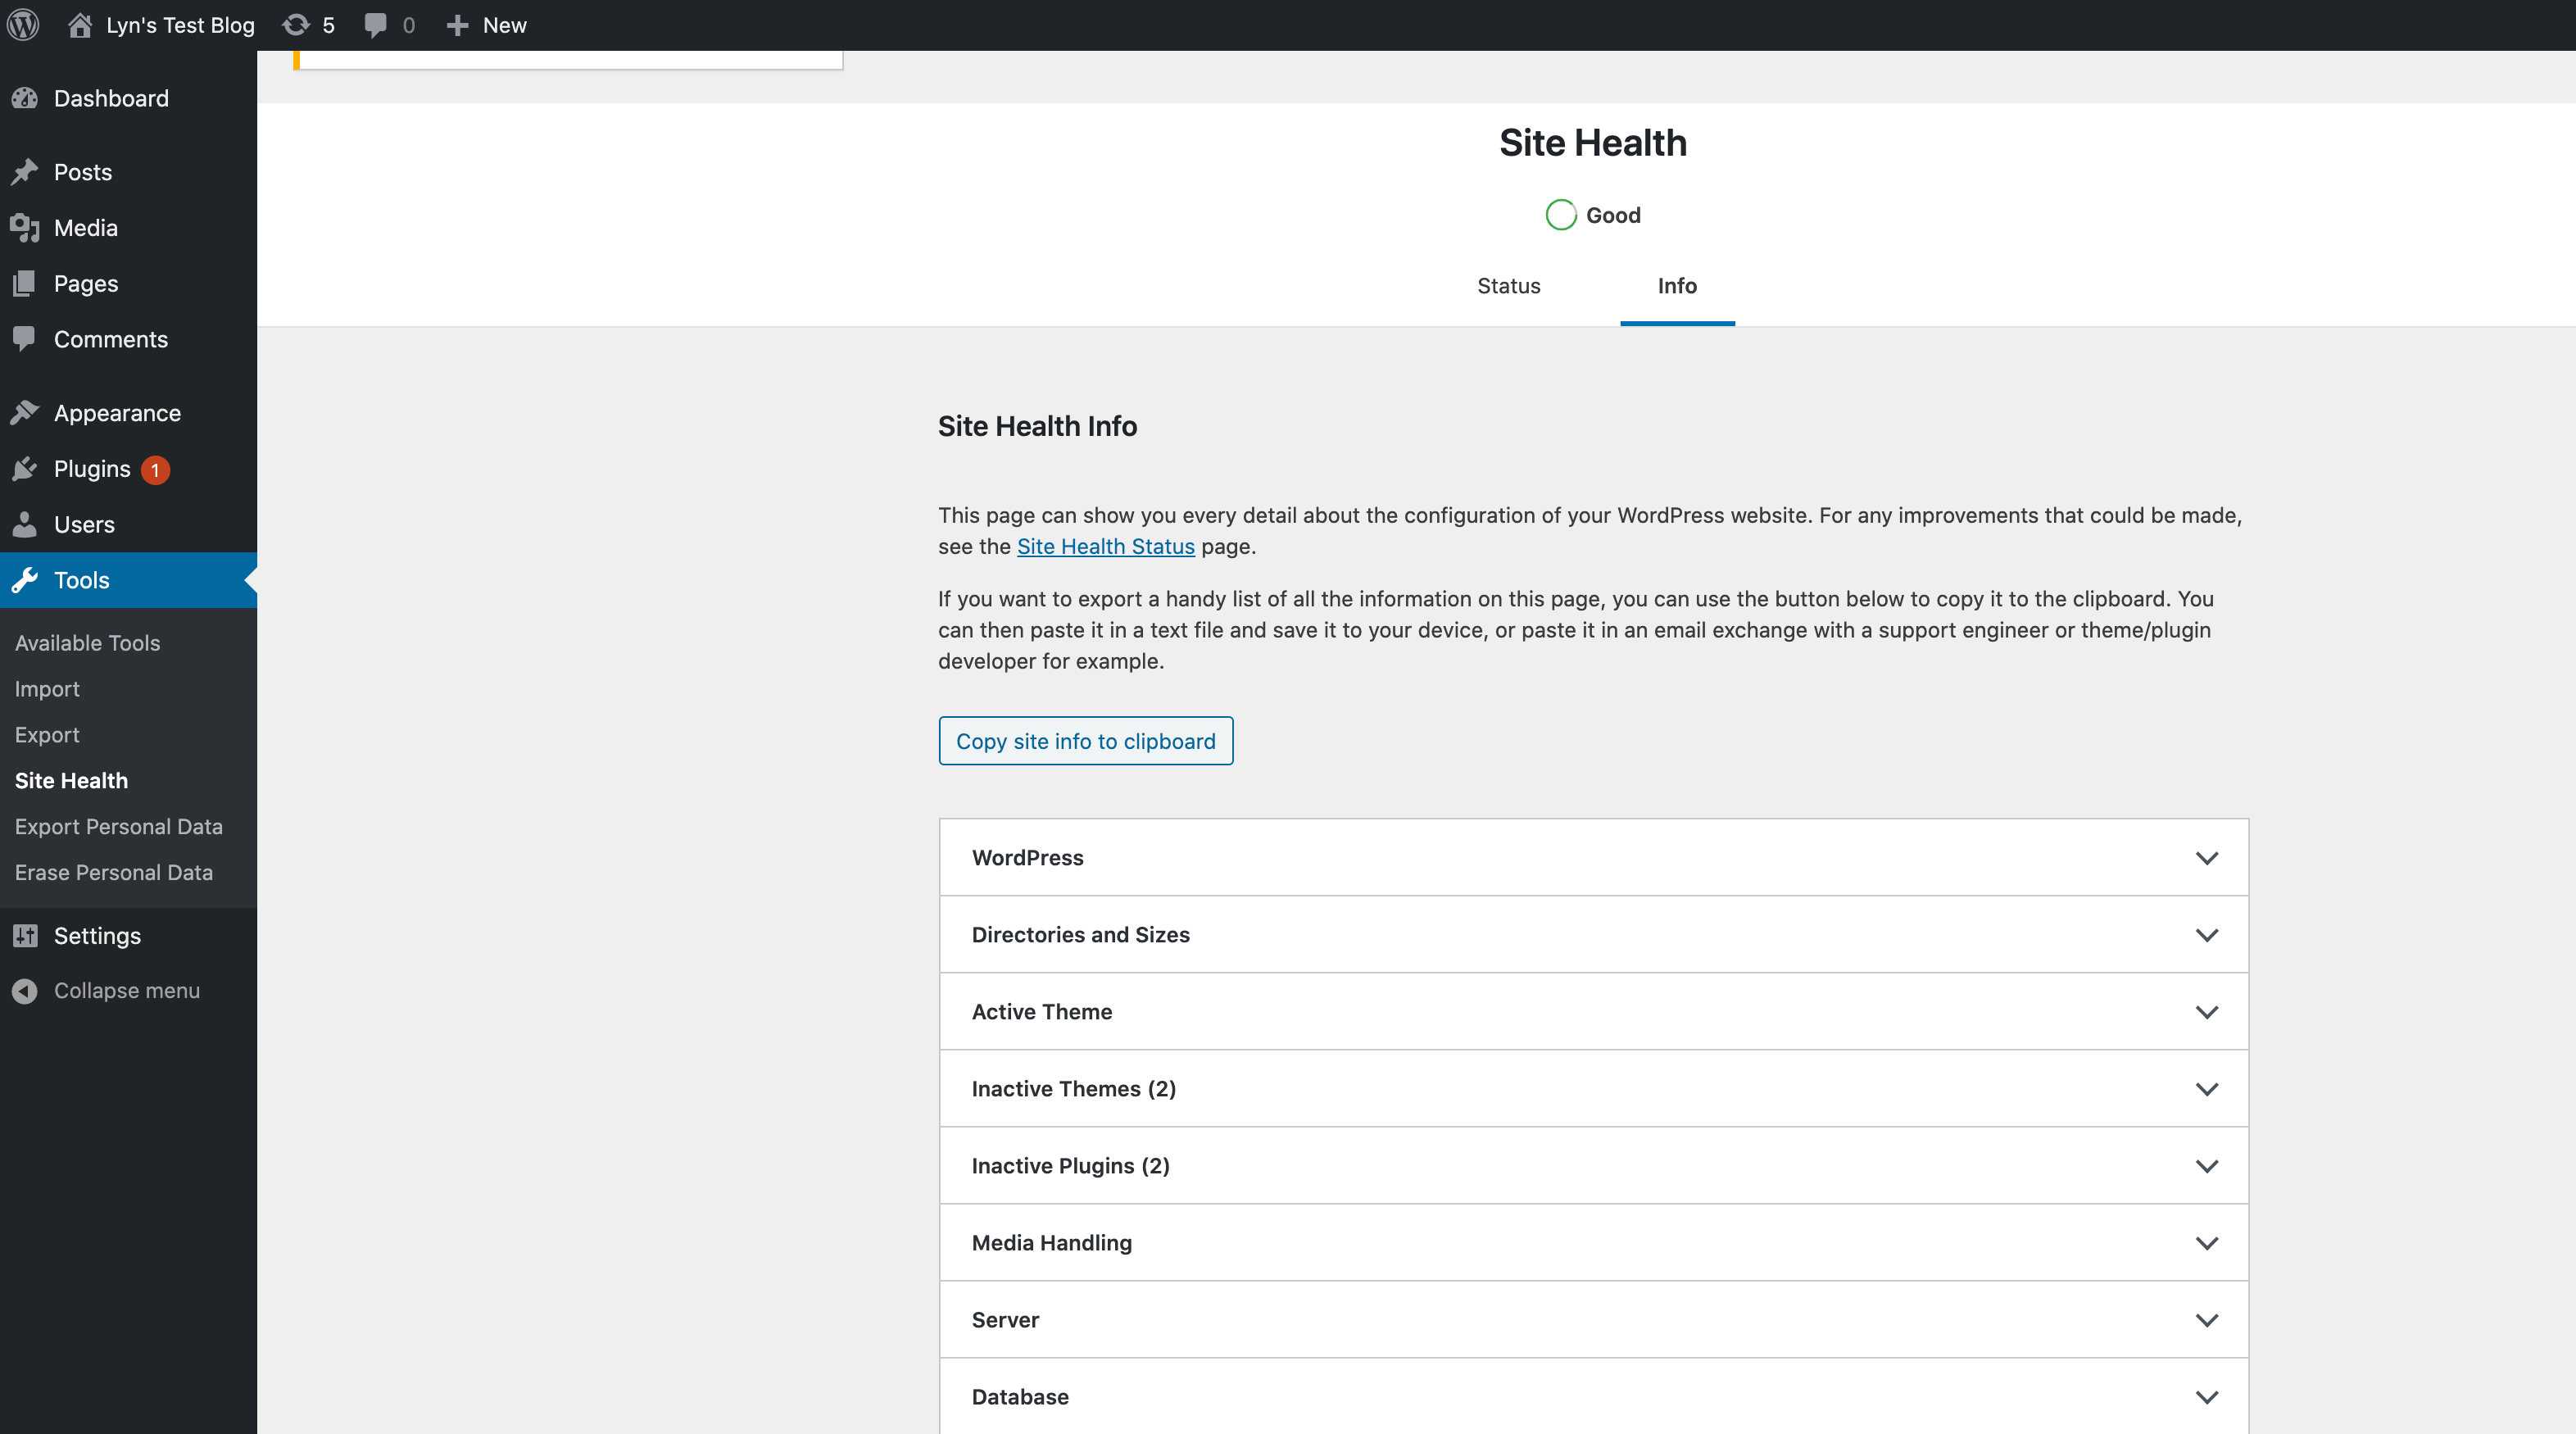 Lyn's Test Blog 5 0 New
Dashboard
Posts
Media
Pages
Comments
Appearance
Plugins 1
Users
Tools
Available Tools
Import
Export
Site Health
Export Personal Data
Erase Personal Data
Settings
Collapse menu
Site Health
Good
Status Info
Site Health Info
This page can show you every detail about the configuration of your WordPress website. For any improvements that could be made,
see the Site Health Status page.
If you want to export a handy list of all the information on this page, you can use the button below to copy it to the clipboard. You
can then paste it in a text file and save it to your device, or paste it in an email exchange with a support engineer or theme/plugin
developer for example.
Copy site info to clipboard
WordPress
Directories and Sizes
Active Theme
Inactive Themes (2)
Inactive Plugins (2)
Media Handling
Server
Database